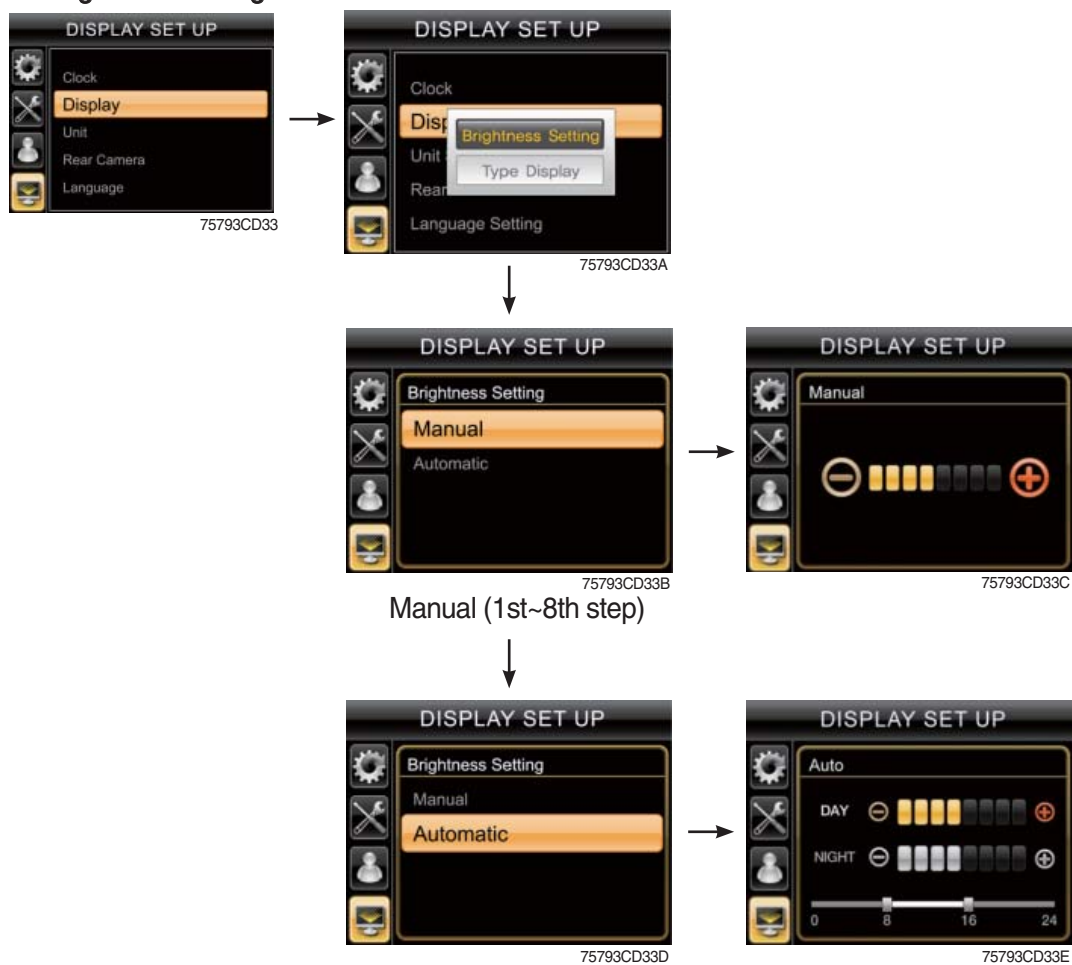 DISPLAY SET UP
Clock
Display
Unit
Rear Camera
Language
75793CD33
DISPLAY SET UP
Clock
Disp
Brightness Setting
Unit
Type Display
Rear
Language Setting
75793CD33A
DISPLAY SET UP
Brightness Setting
Manual
Automatic
75793CD33B
Manual (1st~8th step)
DISPLAY SET UP
Manual
75793CD33C
DISPLAY SET UP
Brightness Setting
Manual
Automatic
75793CD33D
DISPLAY SET UP
Auto
DAY
NIGHT
0 8 16 24
75793CD33E